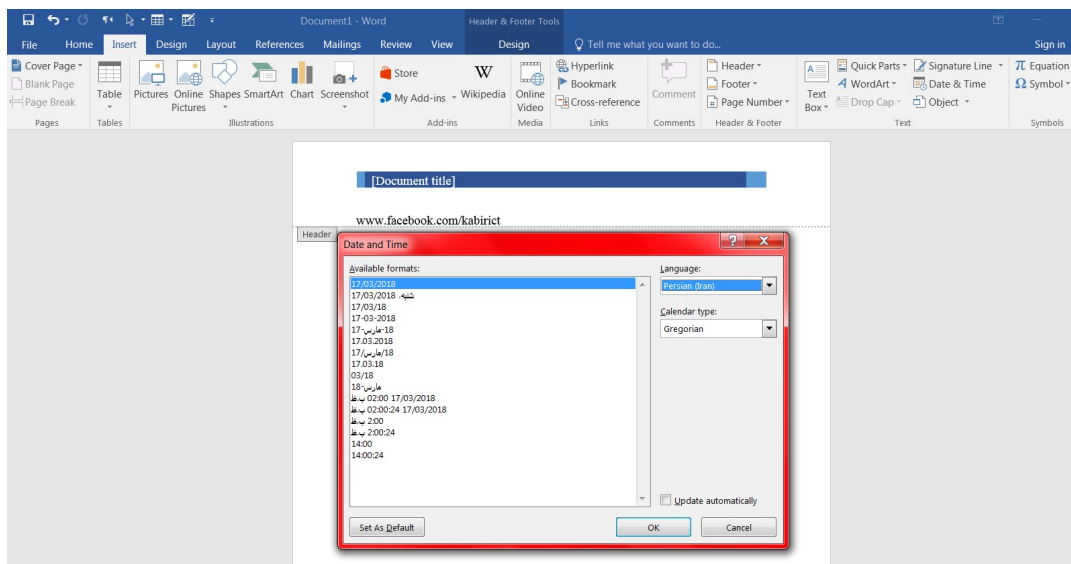 Document1 - Word
Header & Footer Tools
File Home Insert Design Layout References Mailings Review View Design Tell me what you want to do... Sign in
Cover Page
Blank Page
Page Break
Table
Pictures
Online Pictures
Shapes
SmartArt
Chart
Screenshot
Store
My Add-ins
W
Wikipedia
Online Video
Hyperlink
Bookmark
Cross-reference
Comment
Header
Footer
Page Number
A
Text Box
Quick Parts
WordArt
Drop Cap
Signature Line
Date & Time
Object
π Equation
Ω Symbol
Pages Tables Illustrations Add-ins Media Links Comments Header & Footer Text Symbols
[Document title]
www.facebook.com/kabirict
Header
Date and Time
? X
Available formats:
17/03/2018
شنبه، 17/03/2018
17/03/18
17-03-2018
17-مارس-18
17.03.2018
17/مارس/18
17.03.18
03/18
مارس-18
02:00 17/03/2018 ب.ظ
02:00:24 17/03/2018 ب.ظ
2:00 ب.ظ
2:00:24 ب.ظ
14:00
14:00:24
Language:
Persian (Iran)
Calendar type:
Gregorian
Update automatically
Set As Default
OK
Cancel